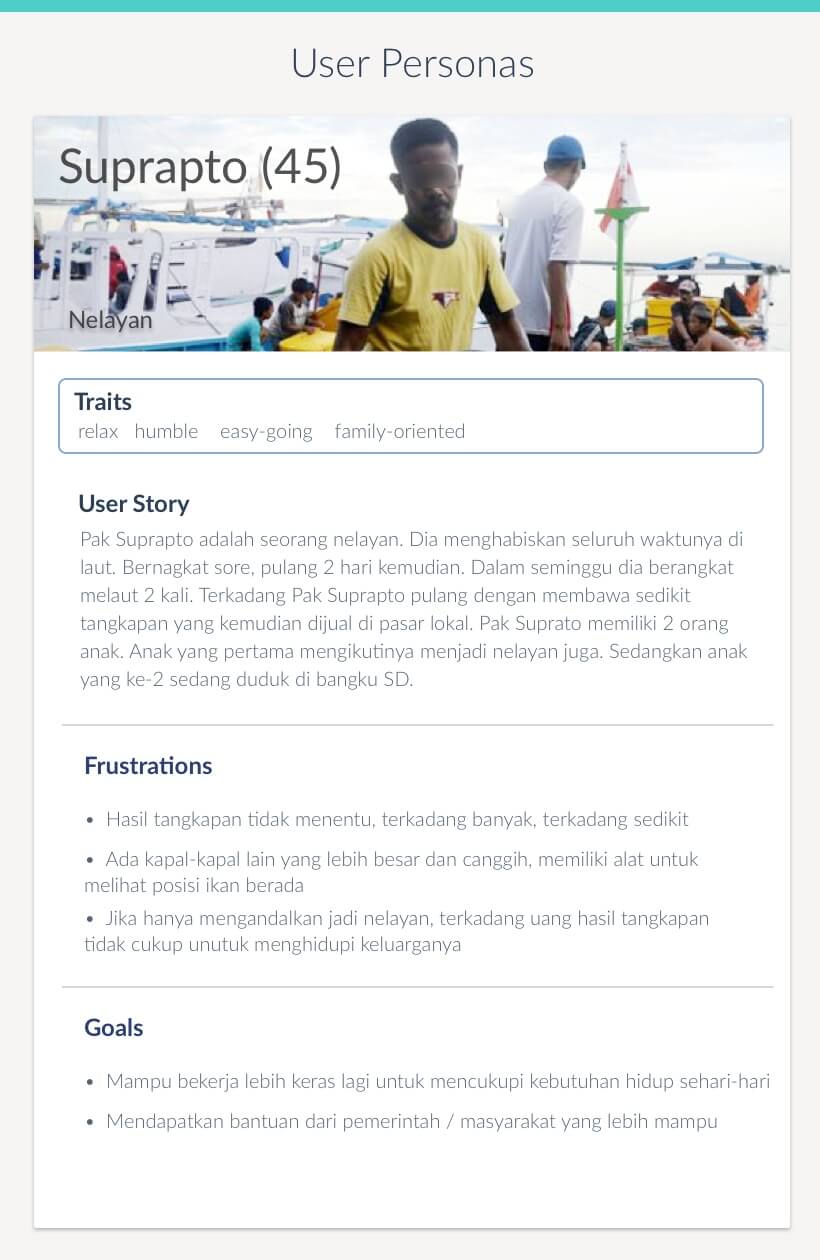 User Personas
Suprapto (45)
Nelayan
Traits
relax humble easy-going family-oriented
User Story
Pak Suprapto adalah seorang nelayan. Dia menghabiskan seluruh waktunya di
laut. Bernagkat sore, pulang 2 hari kemudian. Dalam seminggu dia berangkat
melaut 2 kali. Terkadang Pak Suprapto pulang dengan membawa sedikit
tangkapan yang kemudian dijual di pasar lokal. Pak Suprato memiliki 2 orang
anak. Anak yang pertama mengikutinya menjadi nelayan juga. Sedangkan anak
yang ke-2 sedang duduk di bangku SD.
Frustrations
• Hasil tangkapan tidak menentu, terkadang banyak, terkadang sedikit
• Ada kapal-kapal lain yang lebih besar dan canggih, memiliki alat untuk
melihat posisi ikan berada
• Jika hanya mengandalkan jadi nelayan, terkadang uang hasil tangkapan
tidak cukup unutuk menghidupi keluarganya
Goals
• Mampu bekerja lebih keras lagi untuk mencukupi kebutuhan hidup sehari-hari
• Mendapatkan bantuan dari pemerintah / masyarakat yang lebih mampu